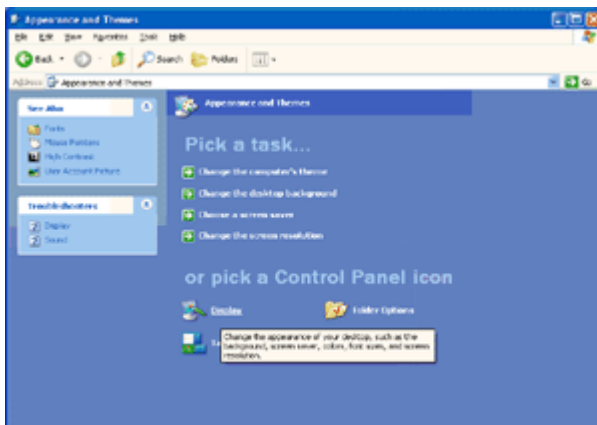 Appearance and Themes
File Edit View Favorites Tools Help
Back Search Folders
Address Appearance and Themes Go
See Also
Fonts
Mouse Pointers
High Contrast
User Account Picture
Troubleshooters
Display
Sound
Appearance and Themes
Pick a task...
Change the computer's theme
Change the desktop background
Choose a screen saver
Change the screen resolution
or pick a Control Panel icon
Display Folder Options
Change the appearance of your desktop, such as the
background, screen saver, colors, font sizes, and screen
resolution.